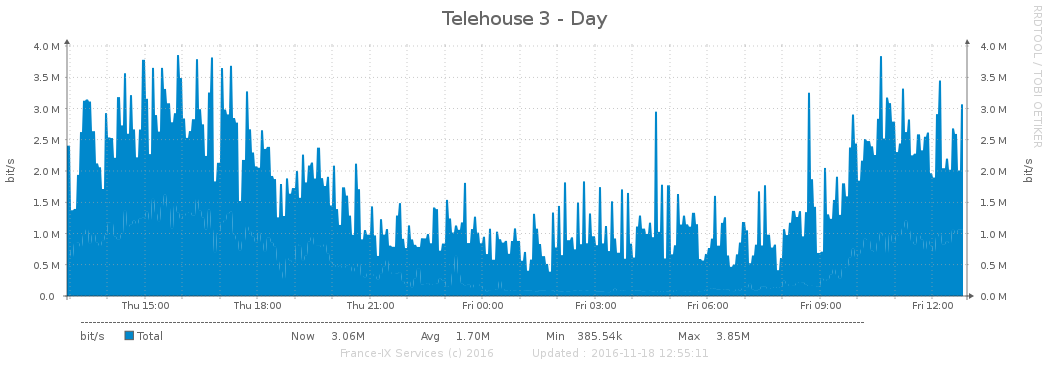 Telehouse 3 - Day
RRDTOOL / TOBI OETIKER
bit/s
4.0 M 4.0 M
3.5 M 3.5 M
3.0 M 3.0 M
2.5 M 2.5 M
2.0 M 2.0 M
1.5 M 1.5 M
1.0 M 1.0 M
0.5 M 0.5 M
0.0 0.0 M
bit/s
Thu 15:00 Thu 18:00 Thu 21:00 Fri 00:00 Fri 03:00 Fri 06:00 Fri 09:00 Fri 12:00
bit/s Total Now 3.06M Avg 1.70M Min 385.54k Max 3.85M
France-IX Services (c) 2016 Updated : 2016-11-18 12:55:11